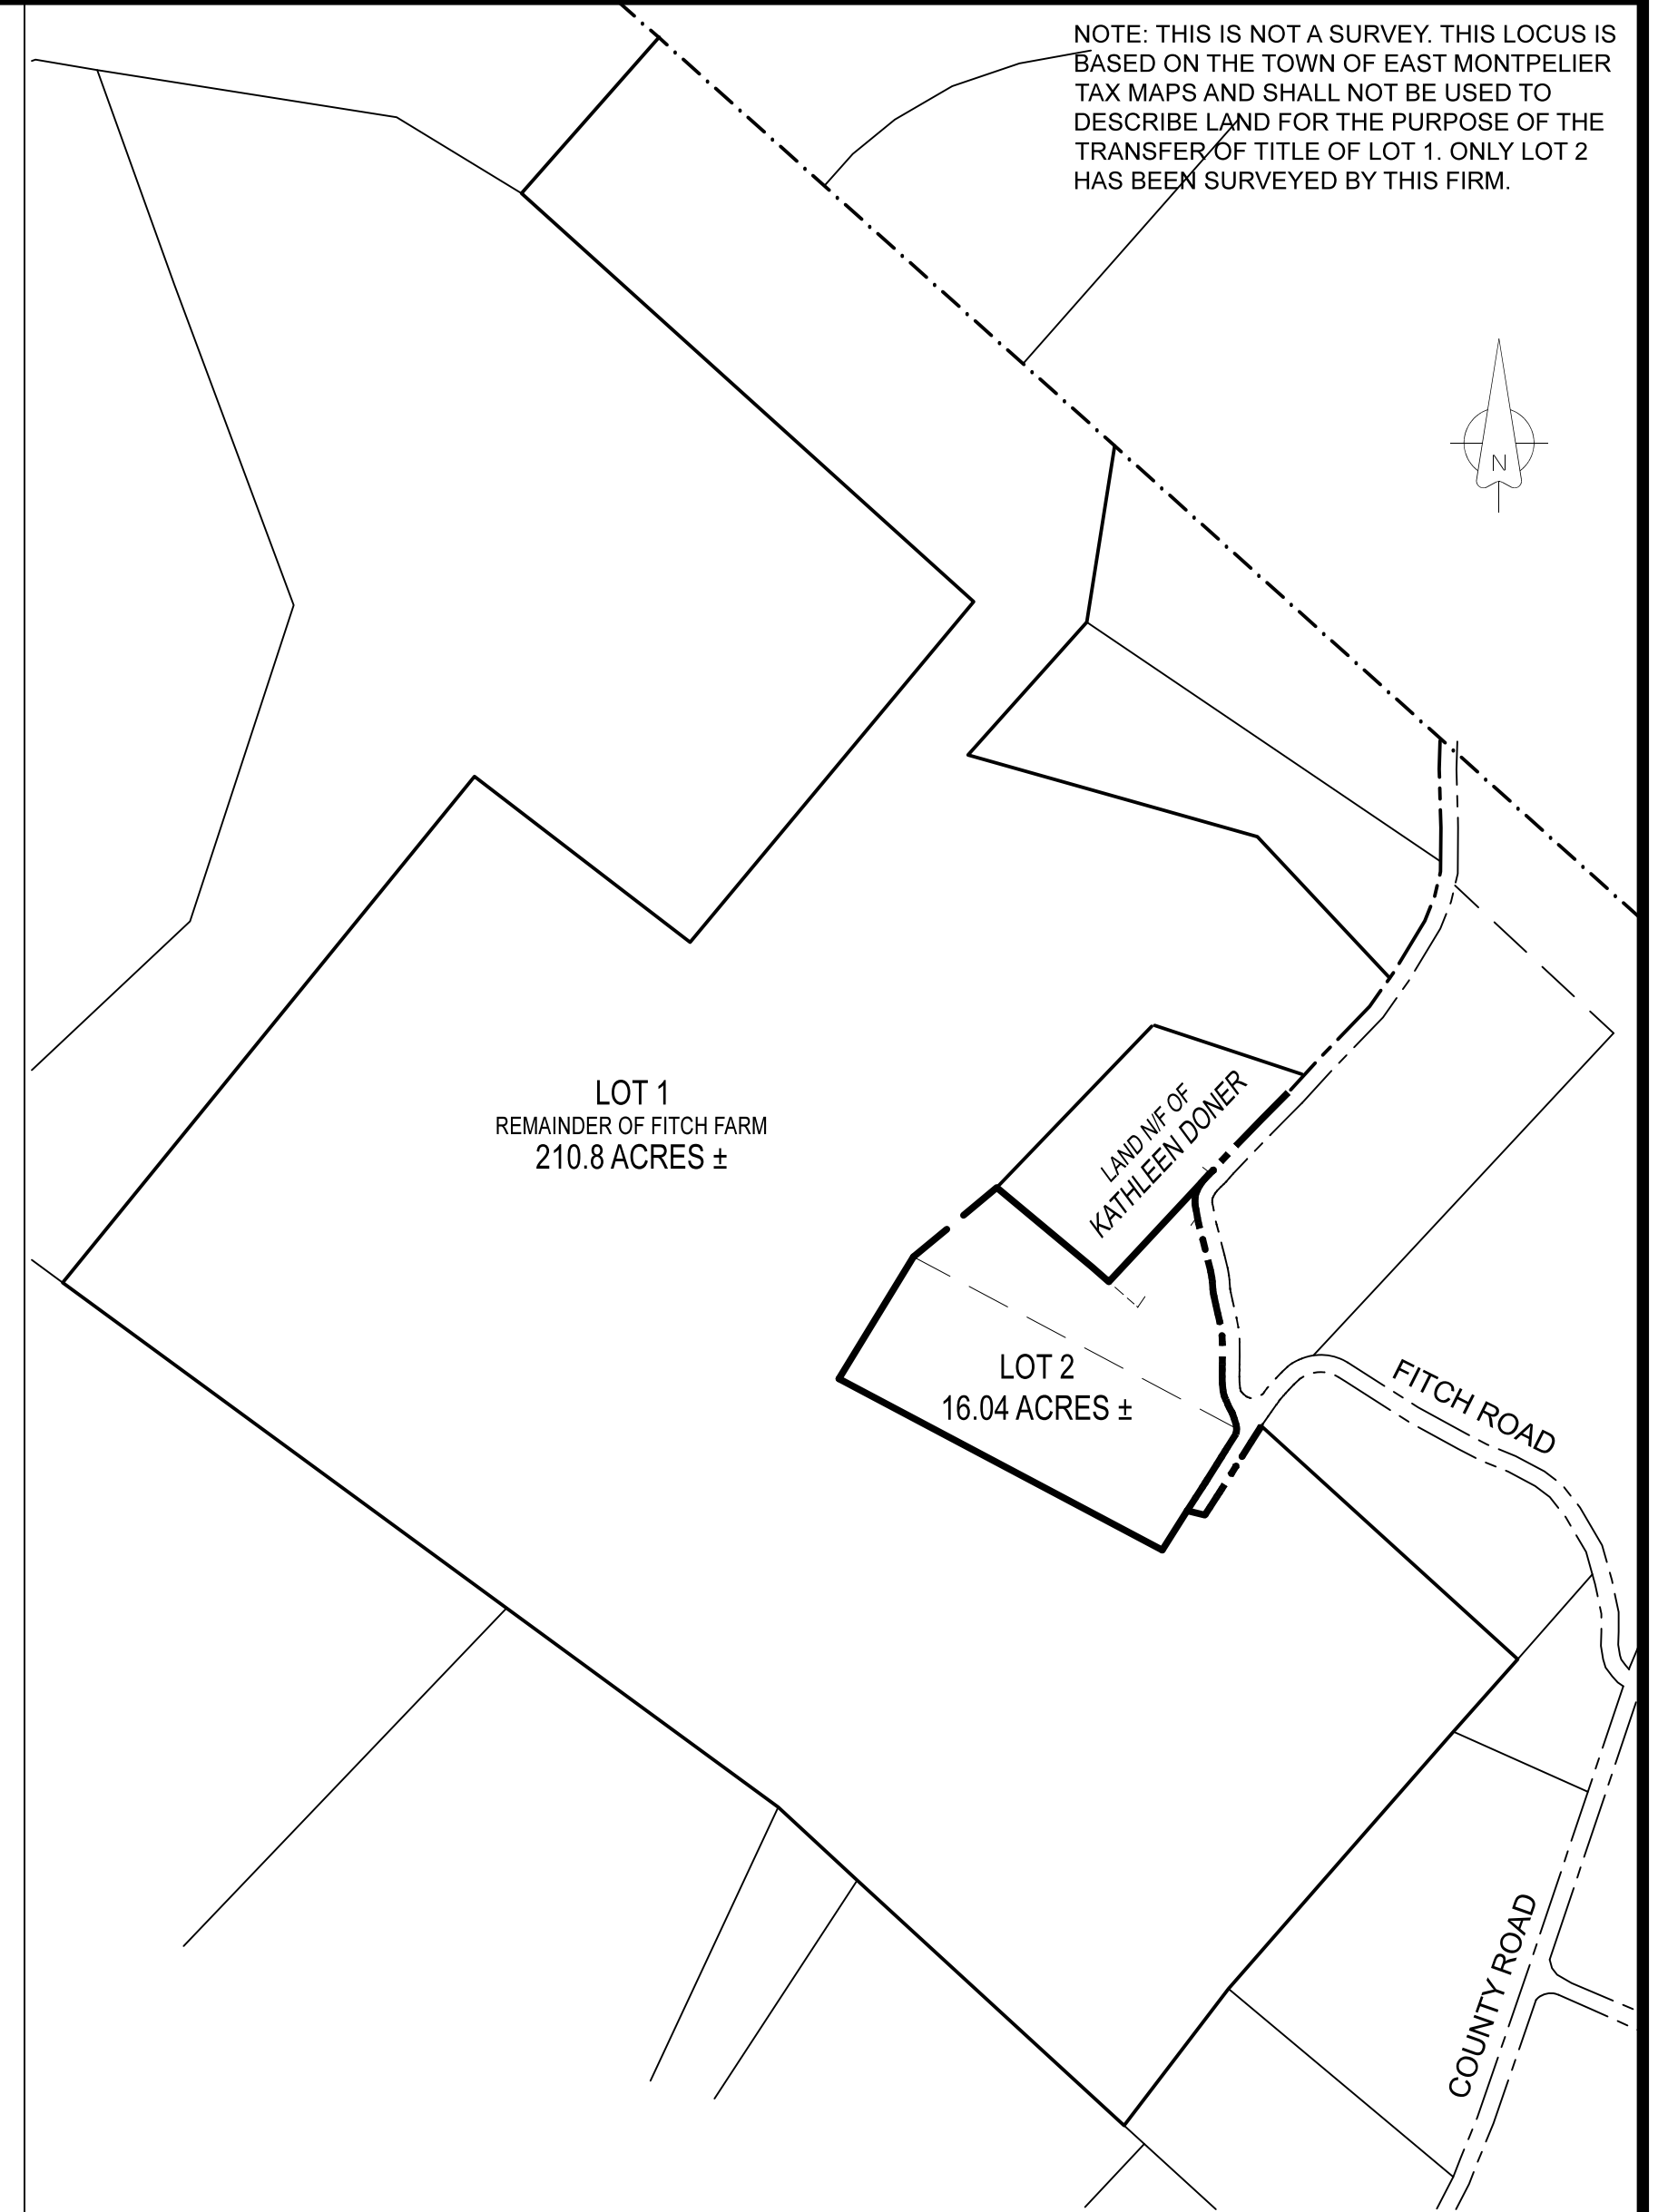 NOTE: THIS IS NOT A SURVEY. THIS LOCUS IS
BASED ON THE TOWN OF EAST MONTPELIER
TAX MAPS AND SHALL NOT BE USED TO
DESCRIBE LAND FOR THE PURPOSE OF THE
TRANSFER OF TITLE OF LOT 1. ONLY LOT 2
HAS BEEN SURVEYED BY THIS FIRM.
N
LOT 1
REMAINDER OF FITCH FARM
210.8 ACRES ±
LAND N/F OF
KATHLEEN DONER
LOT 2
16.04 ACRES ±
FITCH ROAD
COUNTY ROAD